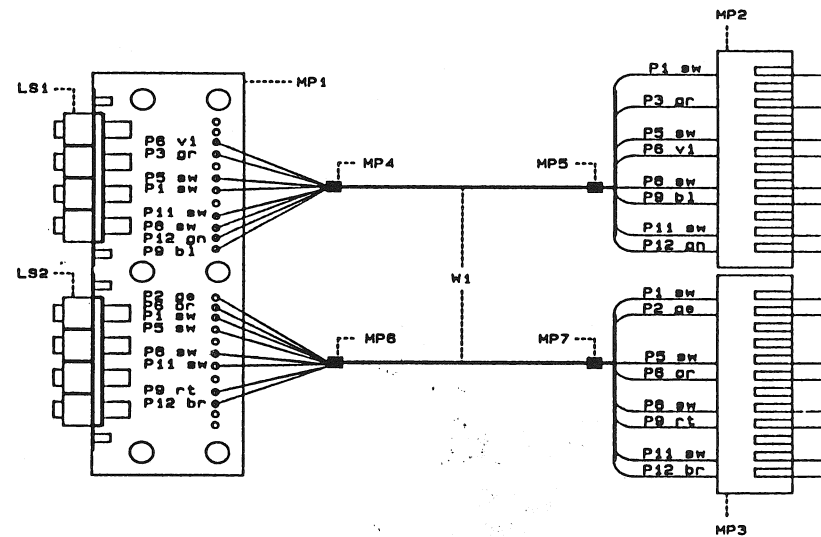 MP2
LS1
MP1
P1 sw
P3 gr
P5 sw
P6 vi
P8 sw
P9 bl
P11 sw
P12 gn
P6 vi
P3 gr
P5 sw
P1 sw
P11 sw
P8 sw
P12 gn
P9 bl
MP4
MP5
LS2
W1
P2 ge
P6 or
P1 sw
P5 sw
P8 sw
P11 sw
P9 rt
P12 br
MP6
MP7
P1 sw
P2 ge
P5 sw
P6 or
P8 sw
P9 rt
P11 sw
P12 br
MP3